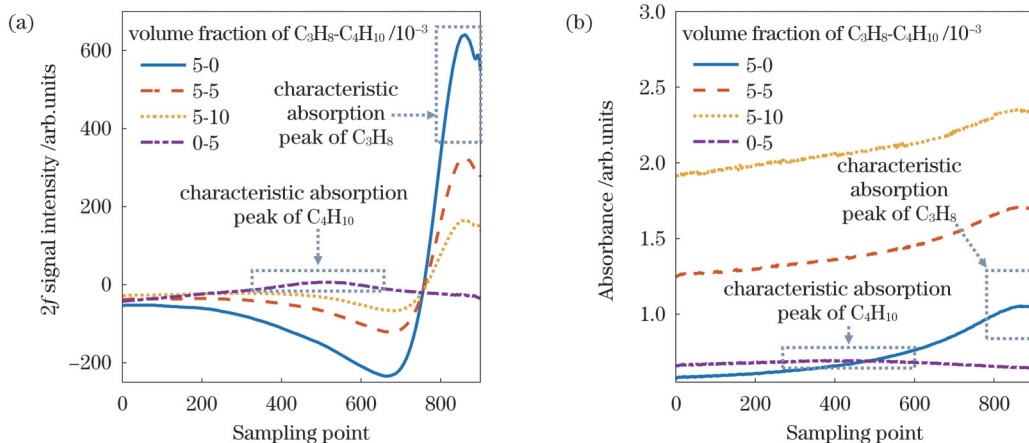 (a)
volume fraction of C₃H₈-C₄H₁₀ /10⁻³
5-0
5-5
5-10
0-5
characteristic
absorption
peak of C₃H₈
characteristic absorption
peak of C₄H₁₀
600
400
200
0
−200
2f signal intensity /arb.units
0
200
400
600
800
Sampling point
(b)
volume fraction of C₃H₈-C₄H₁₀ /10⁻³
5-0
5-5
5-10
0-5
characteristic
absorption
peak of C₃H₈
characteristic absorption
peak of C₄H₁₀
3.0
2.5
2.0
1.5
1.0
Absorbance /arb.units
0
200
400
600
800
Sampling point